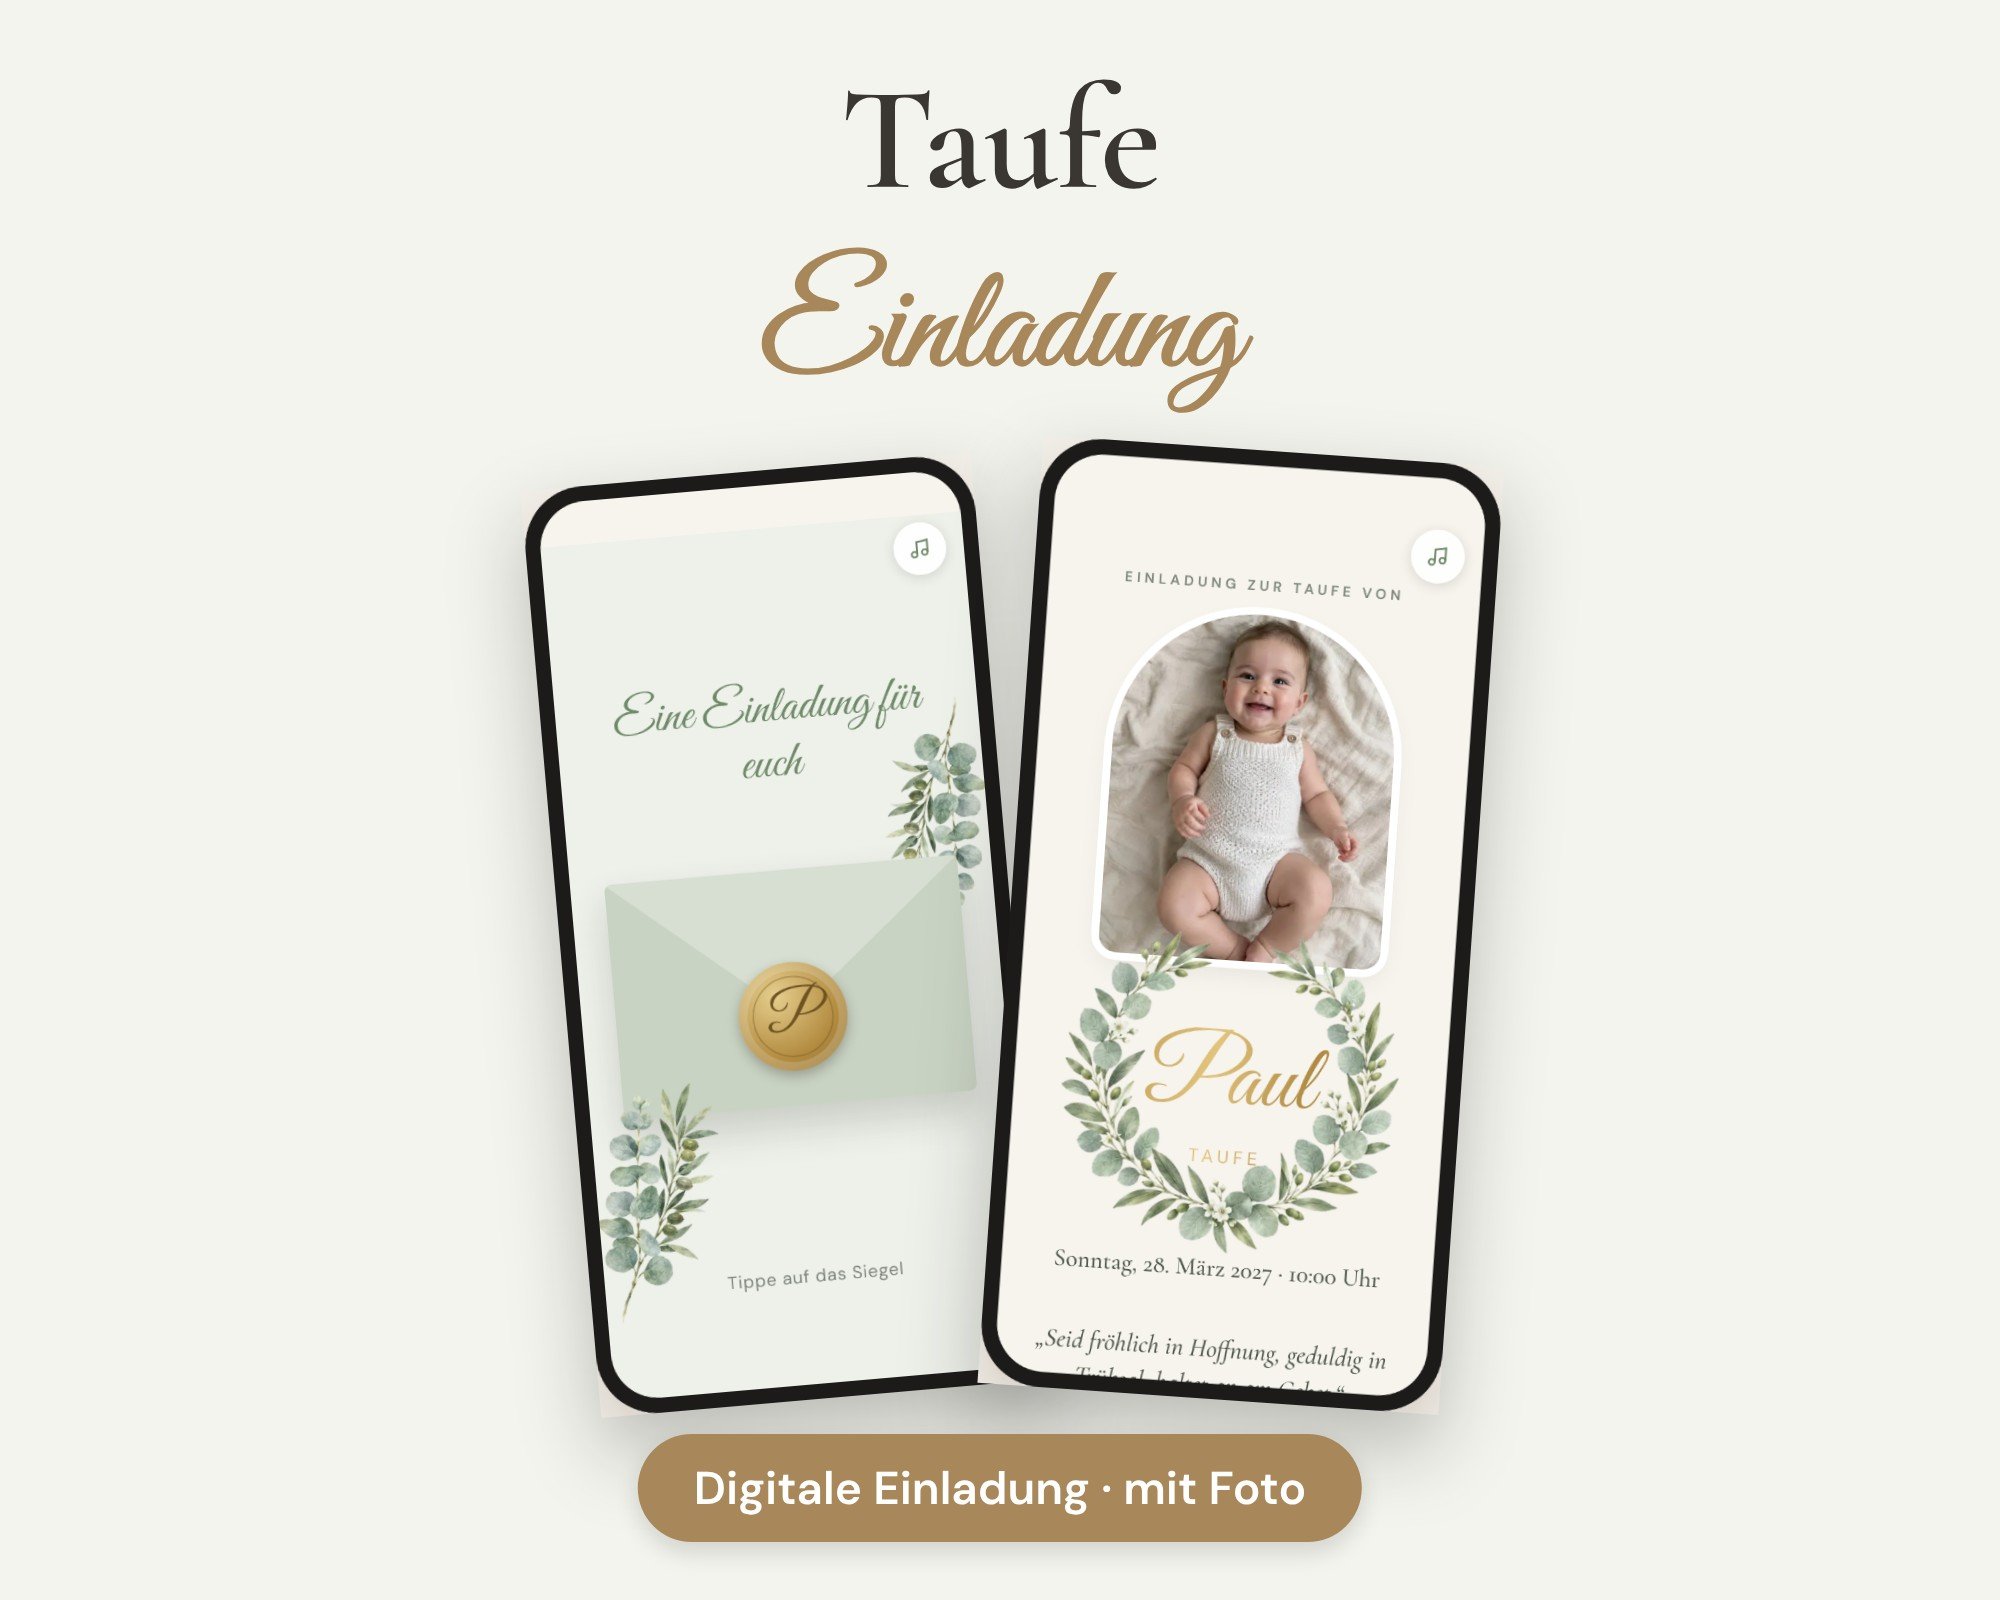 Taufe
Einladung
Eine Einladung für
euch
P
Tippe auf das Siegel
EINLADUNG ZUR TAUFE VON
Paul
TAUFE
Sonntag, 28. März 2027 · 10:00 Uhr
„Seid fröhlich in Hoffnung, geduldig in
Digitale Einladung · mit Foto